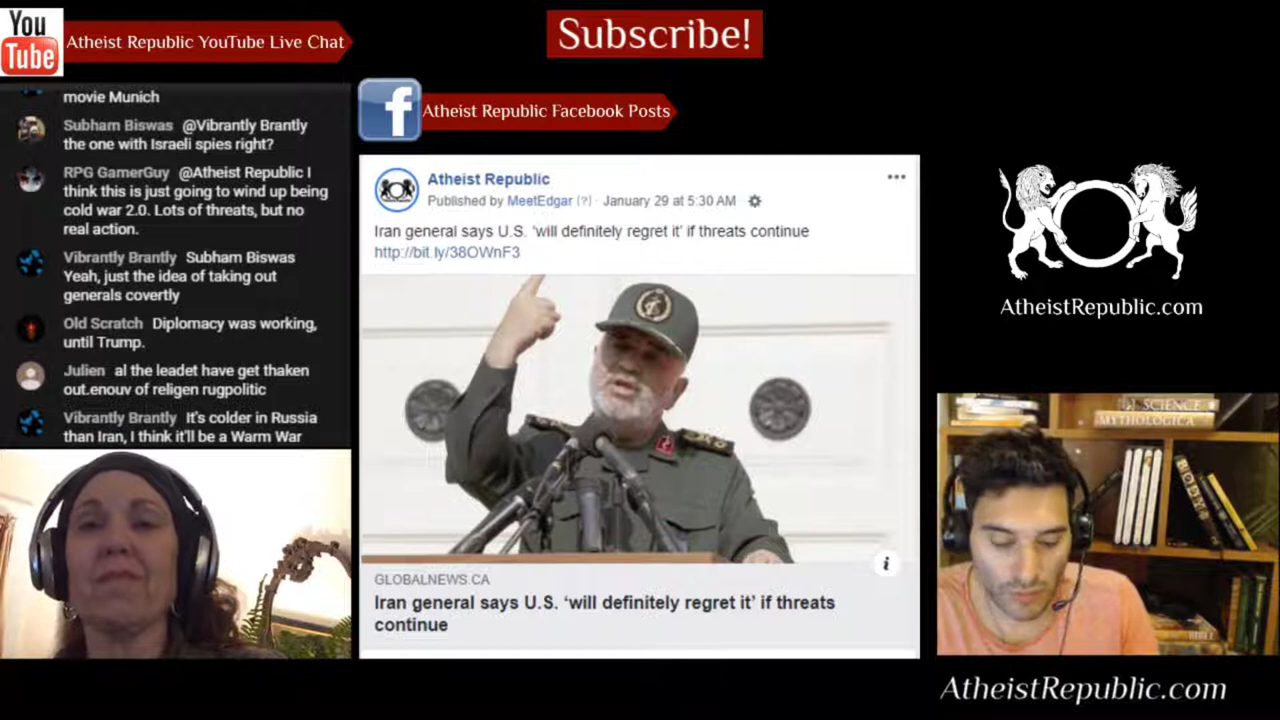 You
Tube
Atheist Republic YouTube Live Chat
Subscribe!
Atheist Republic Facebook Posts
movie Munich
Subham Biswas @Vibrantly Brantly
the one with Israeli spies right?
RPG GamerGuy @Atheist Republic I
think this is just going to wind up being
cold war 2.0. Lots of threats, but no
real action.
Vibrantly Brantly Subham Biswas
Yeah, just the idea of taking out
generals covertly
Old Scratch Diplomacy was working,
until Trump.
Julien al the leadet have get thaken
out.enouv of religen rugpolitic
Vibrantly Brantly It's colder in Russia
than Iran, I think it'll be a Warm War
f
Atheist Republic
Published by MeetEdgar [?] · January 29 at 5:30 AM
Iran general says U.S. 'will definitely regret it' if threats continue
http://bit.ly/38OWnF3
i
GLOBALNEWS.CA
Iran general says U.S. ‘will definitely regret it’ if threats
continue
AtheistRepublic.com
SCIENCE
MYTHOLOGICA
BODY
BIBLE
AtheistRepublic.com